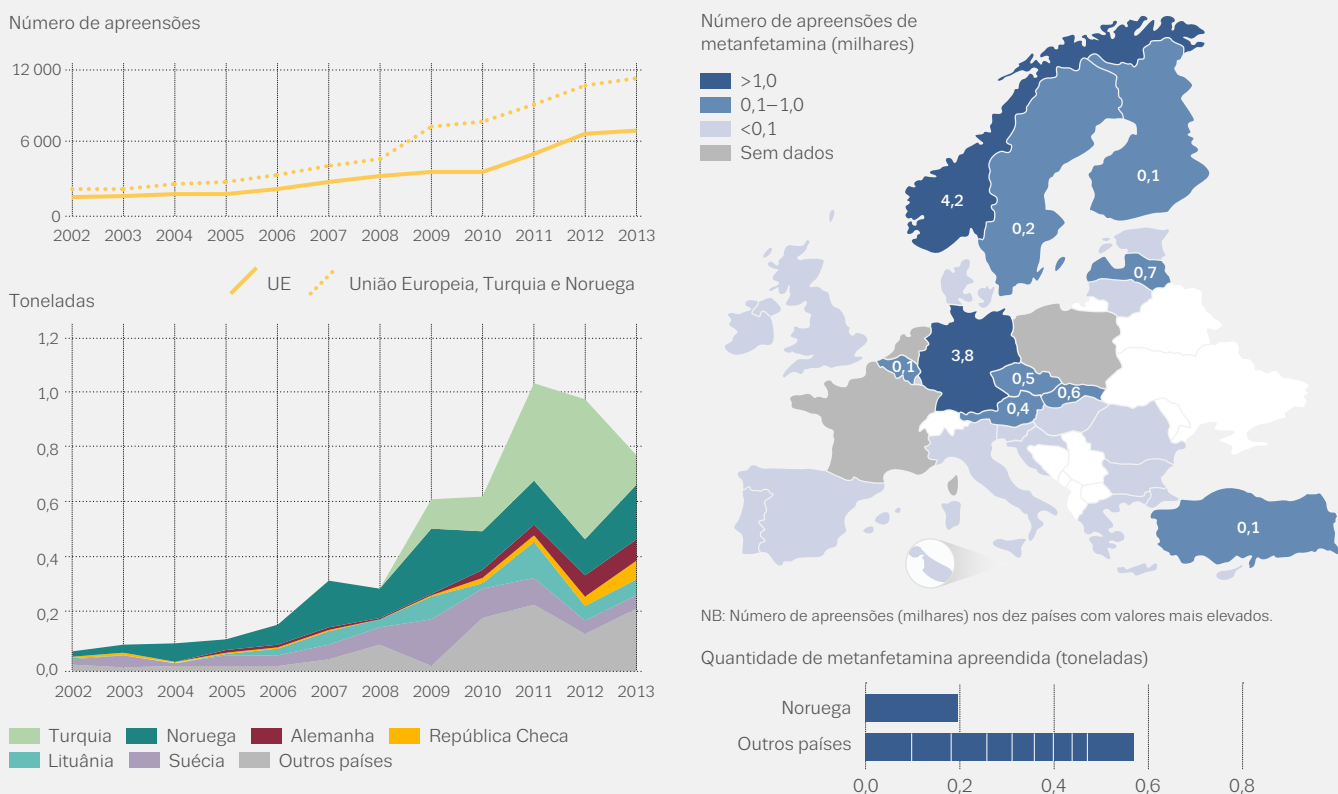 Número de apreensões
12 000
6 000
0
2002 2003 2004 2005 2006 2007 2008 2009 2010 2011 2012 2013
UE União Europeia, Turquia e Noruega
Toneladas
1,2
1,0
0,8
0,6
0,4
0,2
0,0
2002 2003 2004 2005 2006 2007 2008 2009 2010 2011 2012 2013
Turquia Noruega Alemanha República Checa
Lituânia Suécia Outros países
Número de apreensões de
metanfetamina (milhares)
>1,0
0,1–1,0
<0,1
Sem dados
4,2
0,1
0,2
0,7
3,8
0,1
0,5
0,6
0,4
0,1
NB: Número de apreensões (milhares) nos dez países com valores mais elevados.
Quantidade de metanfetamina apreendida (toneladas)
Noruega
Outros países
0,0 0,2 0,4 0,6 0,8